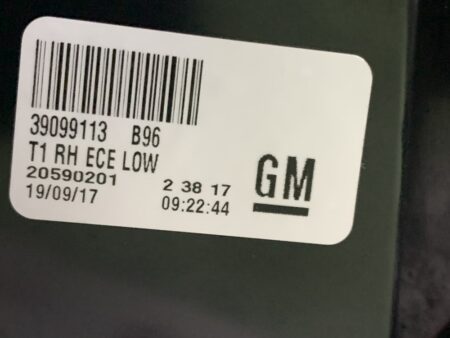 39099113 B96
T1 RH ECE LOW
20590201 2 38 17
19/09/17 09:22:44
GM